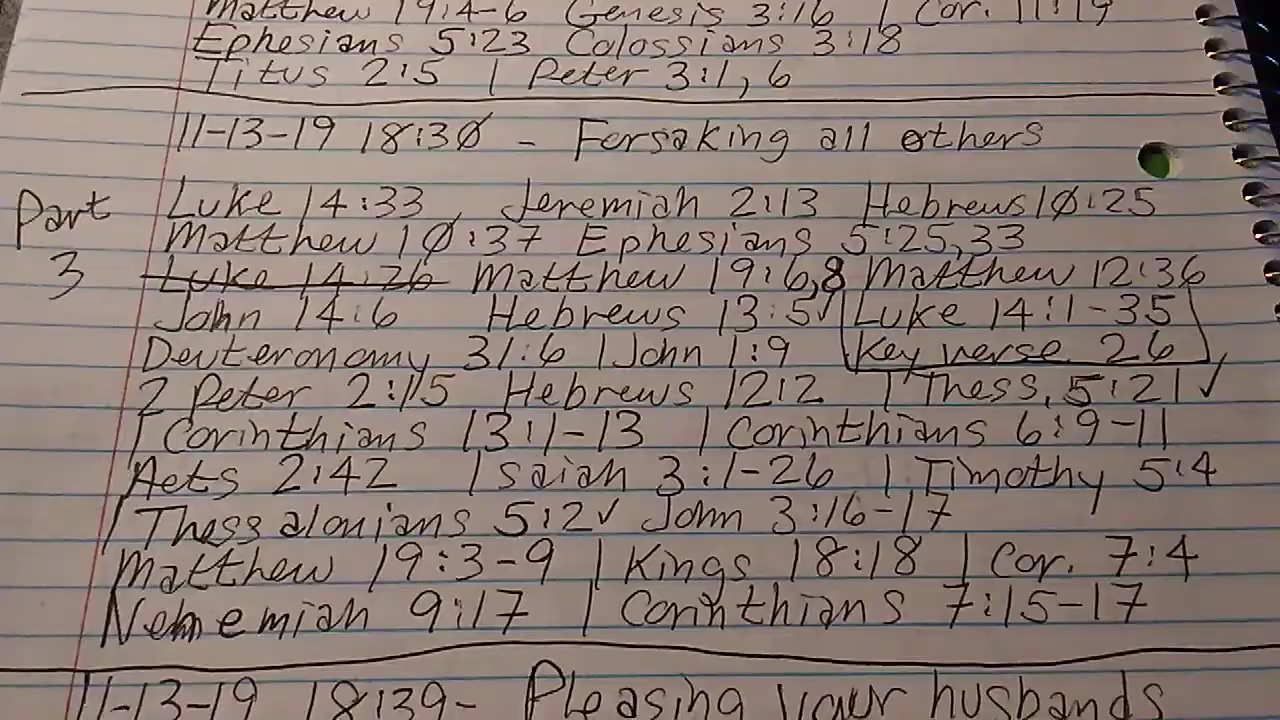 Matthew 19:4-6 Genesis 3:16 1 Cor. 11:19
Ephesians 5:23 Colossians 3:18
Titus 2:5 1 Peter 3:1, 6
11-13-19 18:30 - Forsaking all others
Part 3
Luke 14:33 Jeremiah 2:13 Hebrews 10:25
Matthew 10:37 Ephesians 5:25,33
Luke 14:26 Matthew 19:6,8 Matthew 12:36
John 14:6 Hebrews 13:5✓ Luke 14:1-35
Deuteronomy 31:6 1 John 1:9 Key verse 26
2 Peter 2:15 Hebrews 12:2 1 Thess. 5:21✓
1 Corinthians 13:1-13 1 Corinthians 6:9-11
Acts 2:42 Isaiah 3:1-26 1 Timothy 5:4
1 Thessalonians 5:2✓ John 3:16-17
Matthew 19:3-9 1 Kings 18:18 1 Cor. 7:4
Nehemiah 9:17 1 Corinthians 7:15-17
11-13-19 18:39- Pleasing your husbands